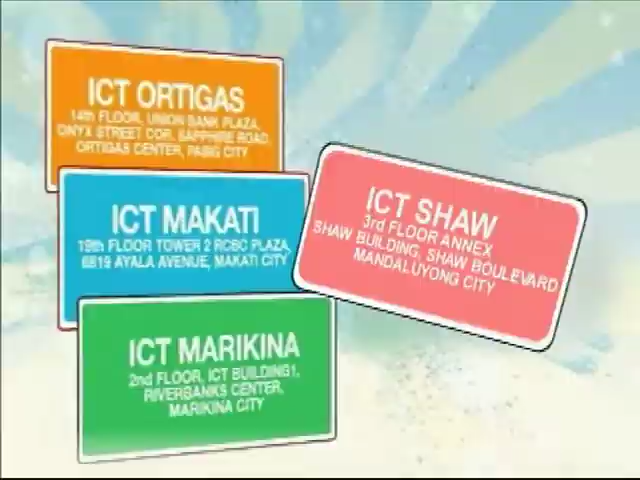 ICT ORTIGAS
14th FLOOR, UNION BANK PLAZA,
ONYX STREET COR. SAPPHIRE ROAD,
ORTIGAS CENTER, PASIG CITY
ICT MAKATI
19th FLOOR TOWER 2 RCBC PLAZA,
6819 AYALA AVENUE, MAKATI CITY
ICT SHAW
3rd FLOOR ANNEX
SHAW BUILDING, SHAW BOULEVARD
MANDALUYONG CITY
ICT MARIKINA
2nd FLOOR, ICT BUILDING1,
RIVERBANKS CENTER,
MARIKINA CITY